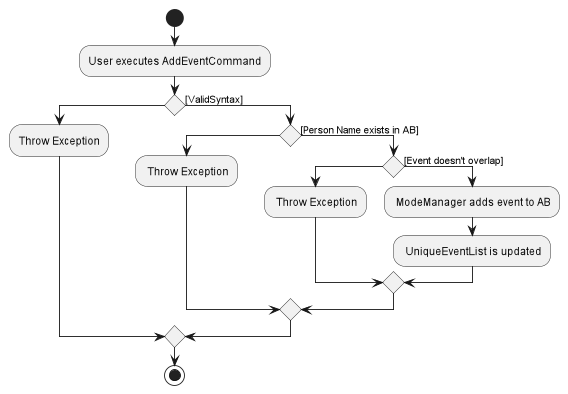 User executes AddEventCommand
[ValidSyntax]
[Person Name exists in AB]
Throw Exception
[Event doesn't overlap]
Throw Exception
Throw Exception
ModeManager adds event to AB
UniqueEventList is updated